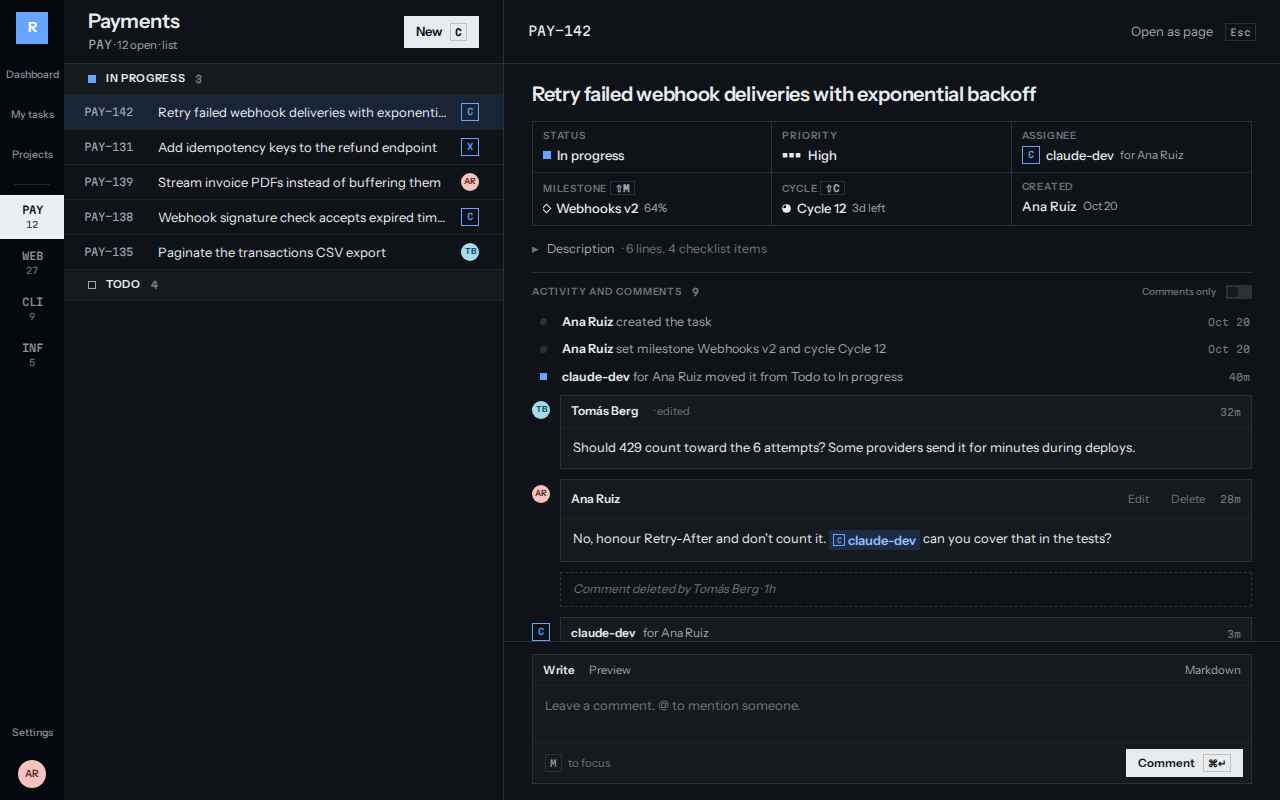 R
Dashboard
My tasks
Projects
PAY
12
WEB
27
CLI
9
INF
5
Settings
AR
Payments
PAY · 12 open · list
New C
IN PROGRESS 3
PAY-142 Retry failed webhook deliveries with exponenti... C
PAY-131 Add idempotency keys to the refund endpoint X
PAY-139 Stream invoice PDFs instead of buffering them AR
PAY-138 Webhook signature check accepts expired tim... C
PAY-135 Paginate the transactions CSV export TB
TODO 4
PAY-142
Open as page Esc
Retry failed webhook deliveries with exponential backoff
STATUS
In progress
PRIORITY
High
ASSIGNEE
C claude-dev for Ana Ruiz
MILESTONE ⇧M
Webhooks v2 64%
CYCLE ⇧C
Cycle 12 3d left
CREATED
Ana Ruiz Oct 20
Description · 6 lines, 4 checklist items
ACTIVITY AND COMMENTS 9
Comments only
Ana Ruiz created the task Oct 20
Ana Ruiz set milestone Webhooks v2 and cycle Cycle 12 Oct 20
claude-dev for Ana Ruiz moved it from Todo to In progress 40m
TB Tomás Berg · edited 32m
Should 429 count toward the 6 attempts? Some providers send it for minutes during deploys.
AR Ana Ruiz Edit Delete 28m
No, honour Retry-After and don't count it. C claude-dev can you cover that in the tests?
Comment deleted by Tomás Berg · 1h
C claude-dev for Ana Ruiz 3m
Write Preview Markdown
Leave a comment. @ to mention someone.
M to focus
Comment ⌘↵